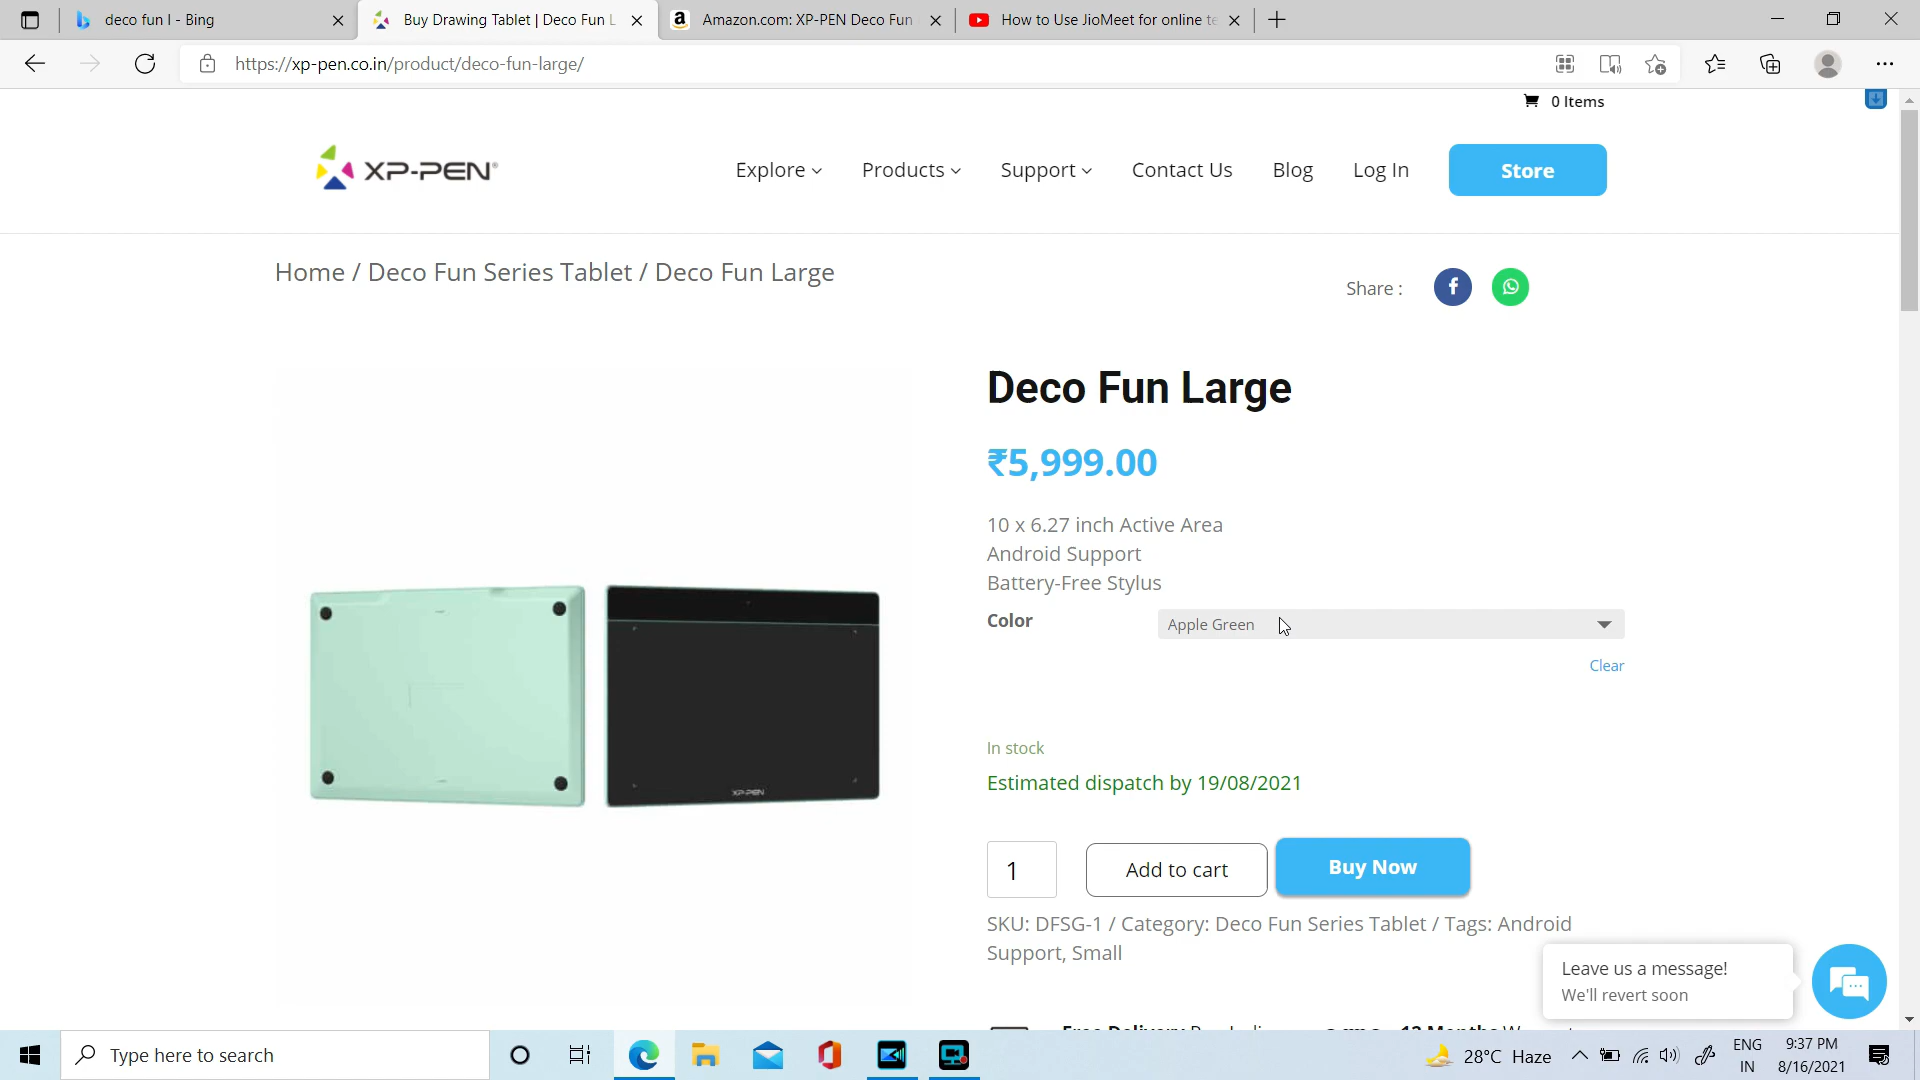 deco fun l - Bing
Buy Drawing Tablet | Deco Fun L
Amazon.com: XP-PEN Deco Fun
How to Use JioMeet for online te
https://xp-pen.co.in/product/deco-fun-large/
0 Items
XP-PEN®
Explore
Products
Support
Contact Us
Blog
Log In
Store
Home / Deco Fun Series Tablet / Deco Fun Large
Share :
Deco Fun Large
₹5,999.00
10 x 6.27 inch Active Area
Android Support
Battery-Free Stylus
Color
Apple Green
Clear
XP-PEN
In stock
Estimated dispatch by 19/08/2021
1
Add to cart
Buy Now
SKU: DFSG-1 / Category: Deco Fun Series Tablet / Tags: Android
Support, Small
Leave us a message!
We'll revert soon
Free Delivery
12 Months
Type here to search
28°C Haze
ENG
IN
9:37 PM
8/16/2021